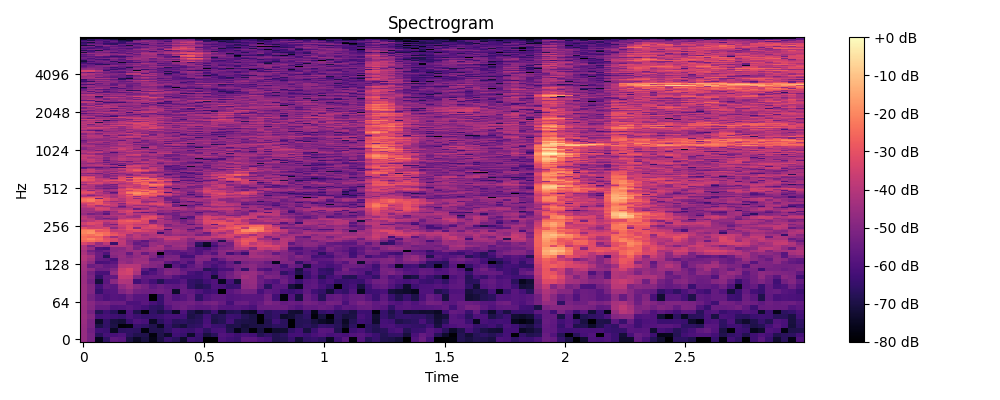 Spectrogram
+0 dB
4096
-10 dB
2048
-20 dB
1024
-30 dB
Hz
512
-40 dB
256
-50 dB
128
-60 dB
64
-70 dB
0
-80 dB
0 0.5 1 1.5 2 2.5
Time